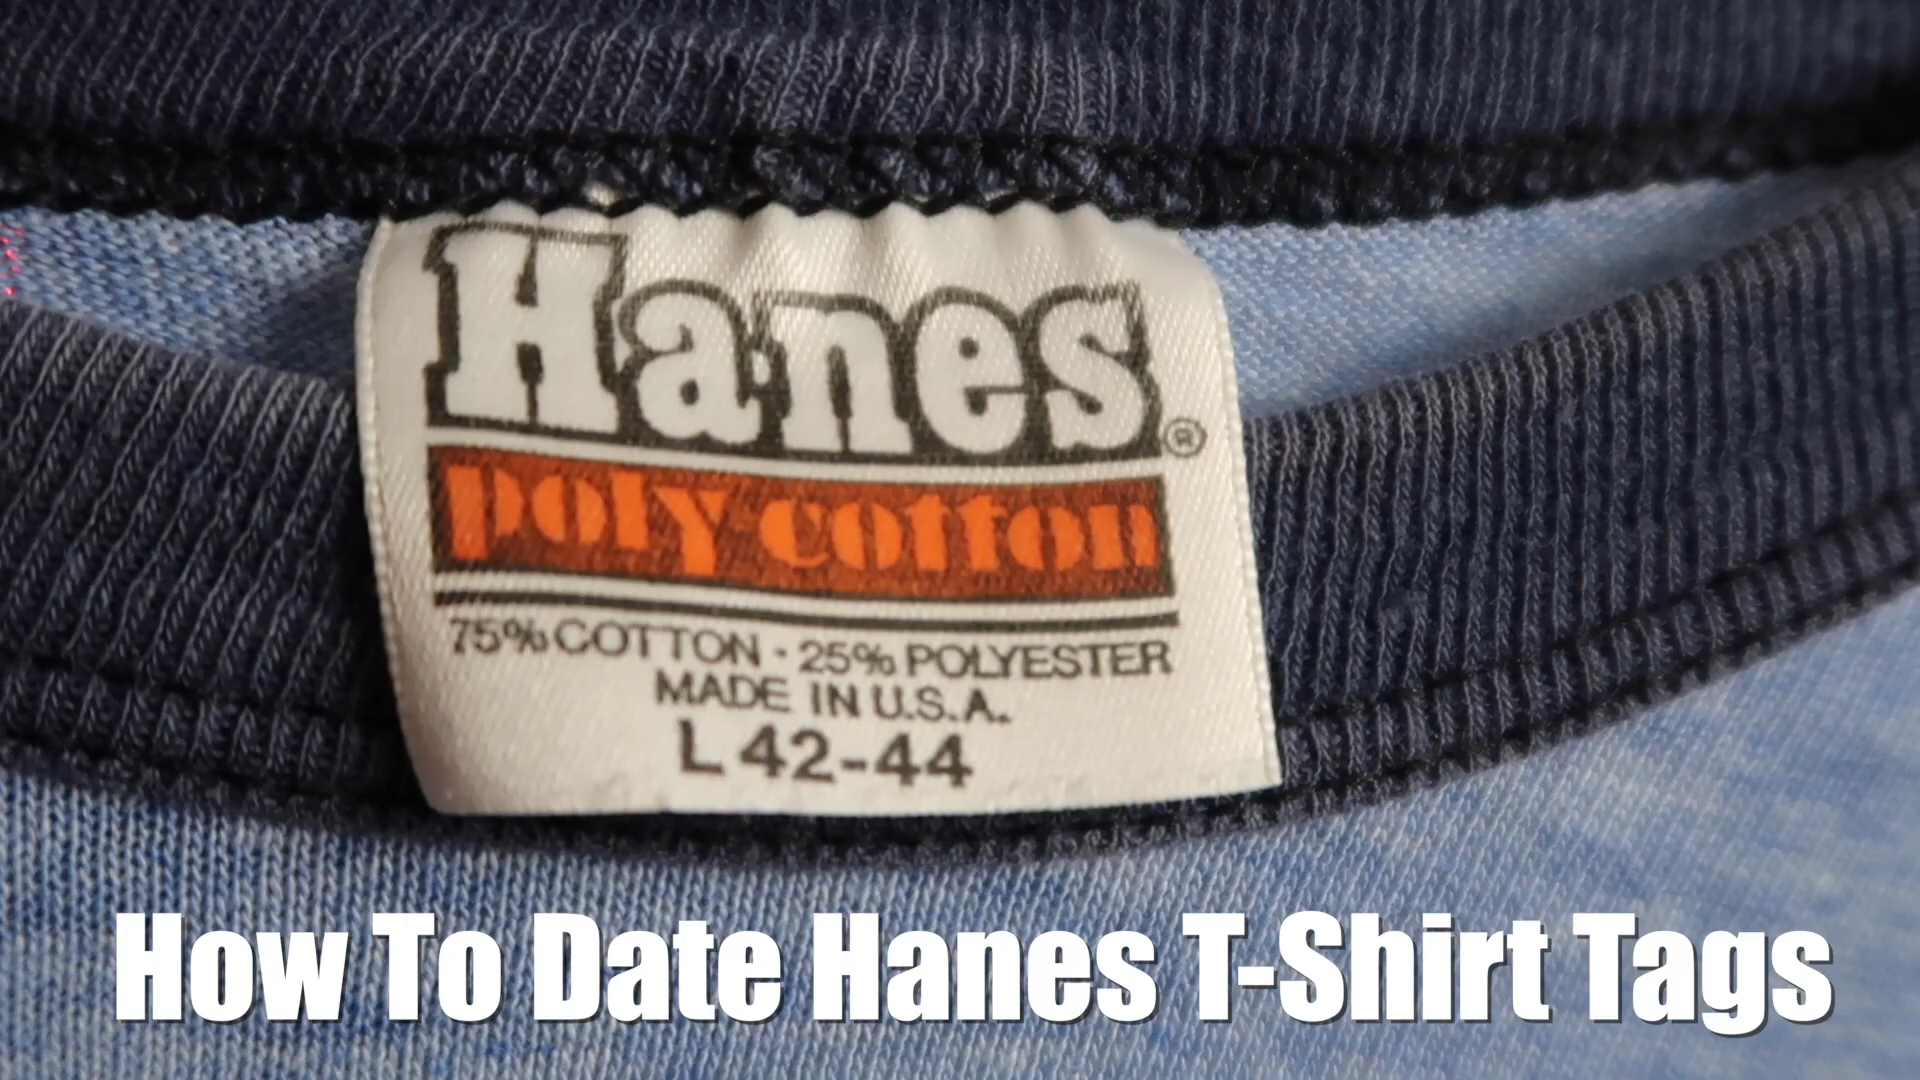 Hanes®
poly cotton
75% COTTON · 25% POLYESTER
MADE IN U.S.A.
L 42-44
How To Date Hanes T-Shirt Tags